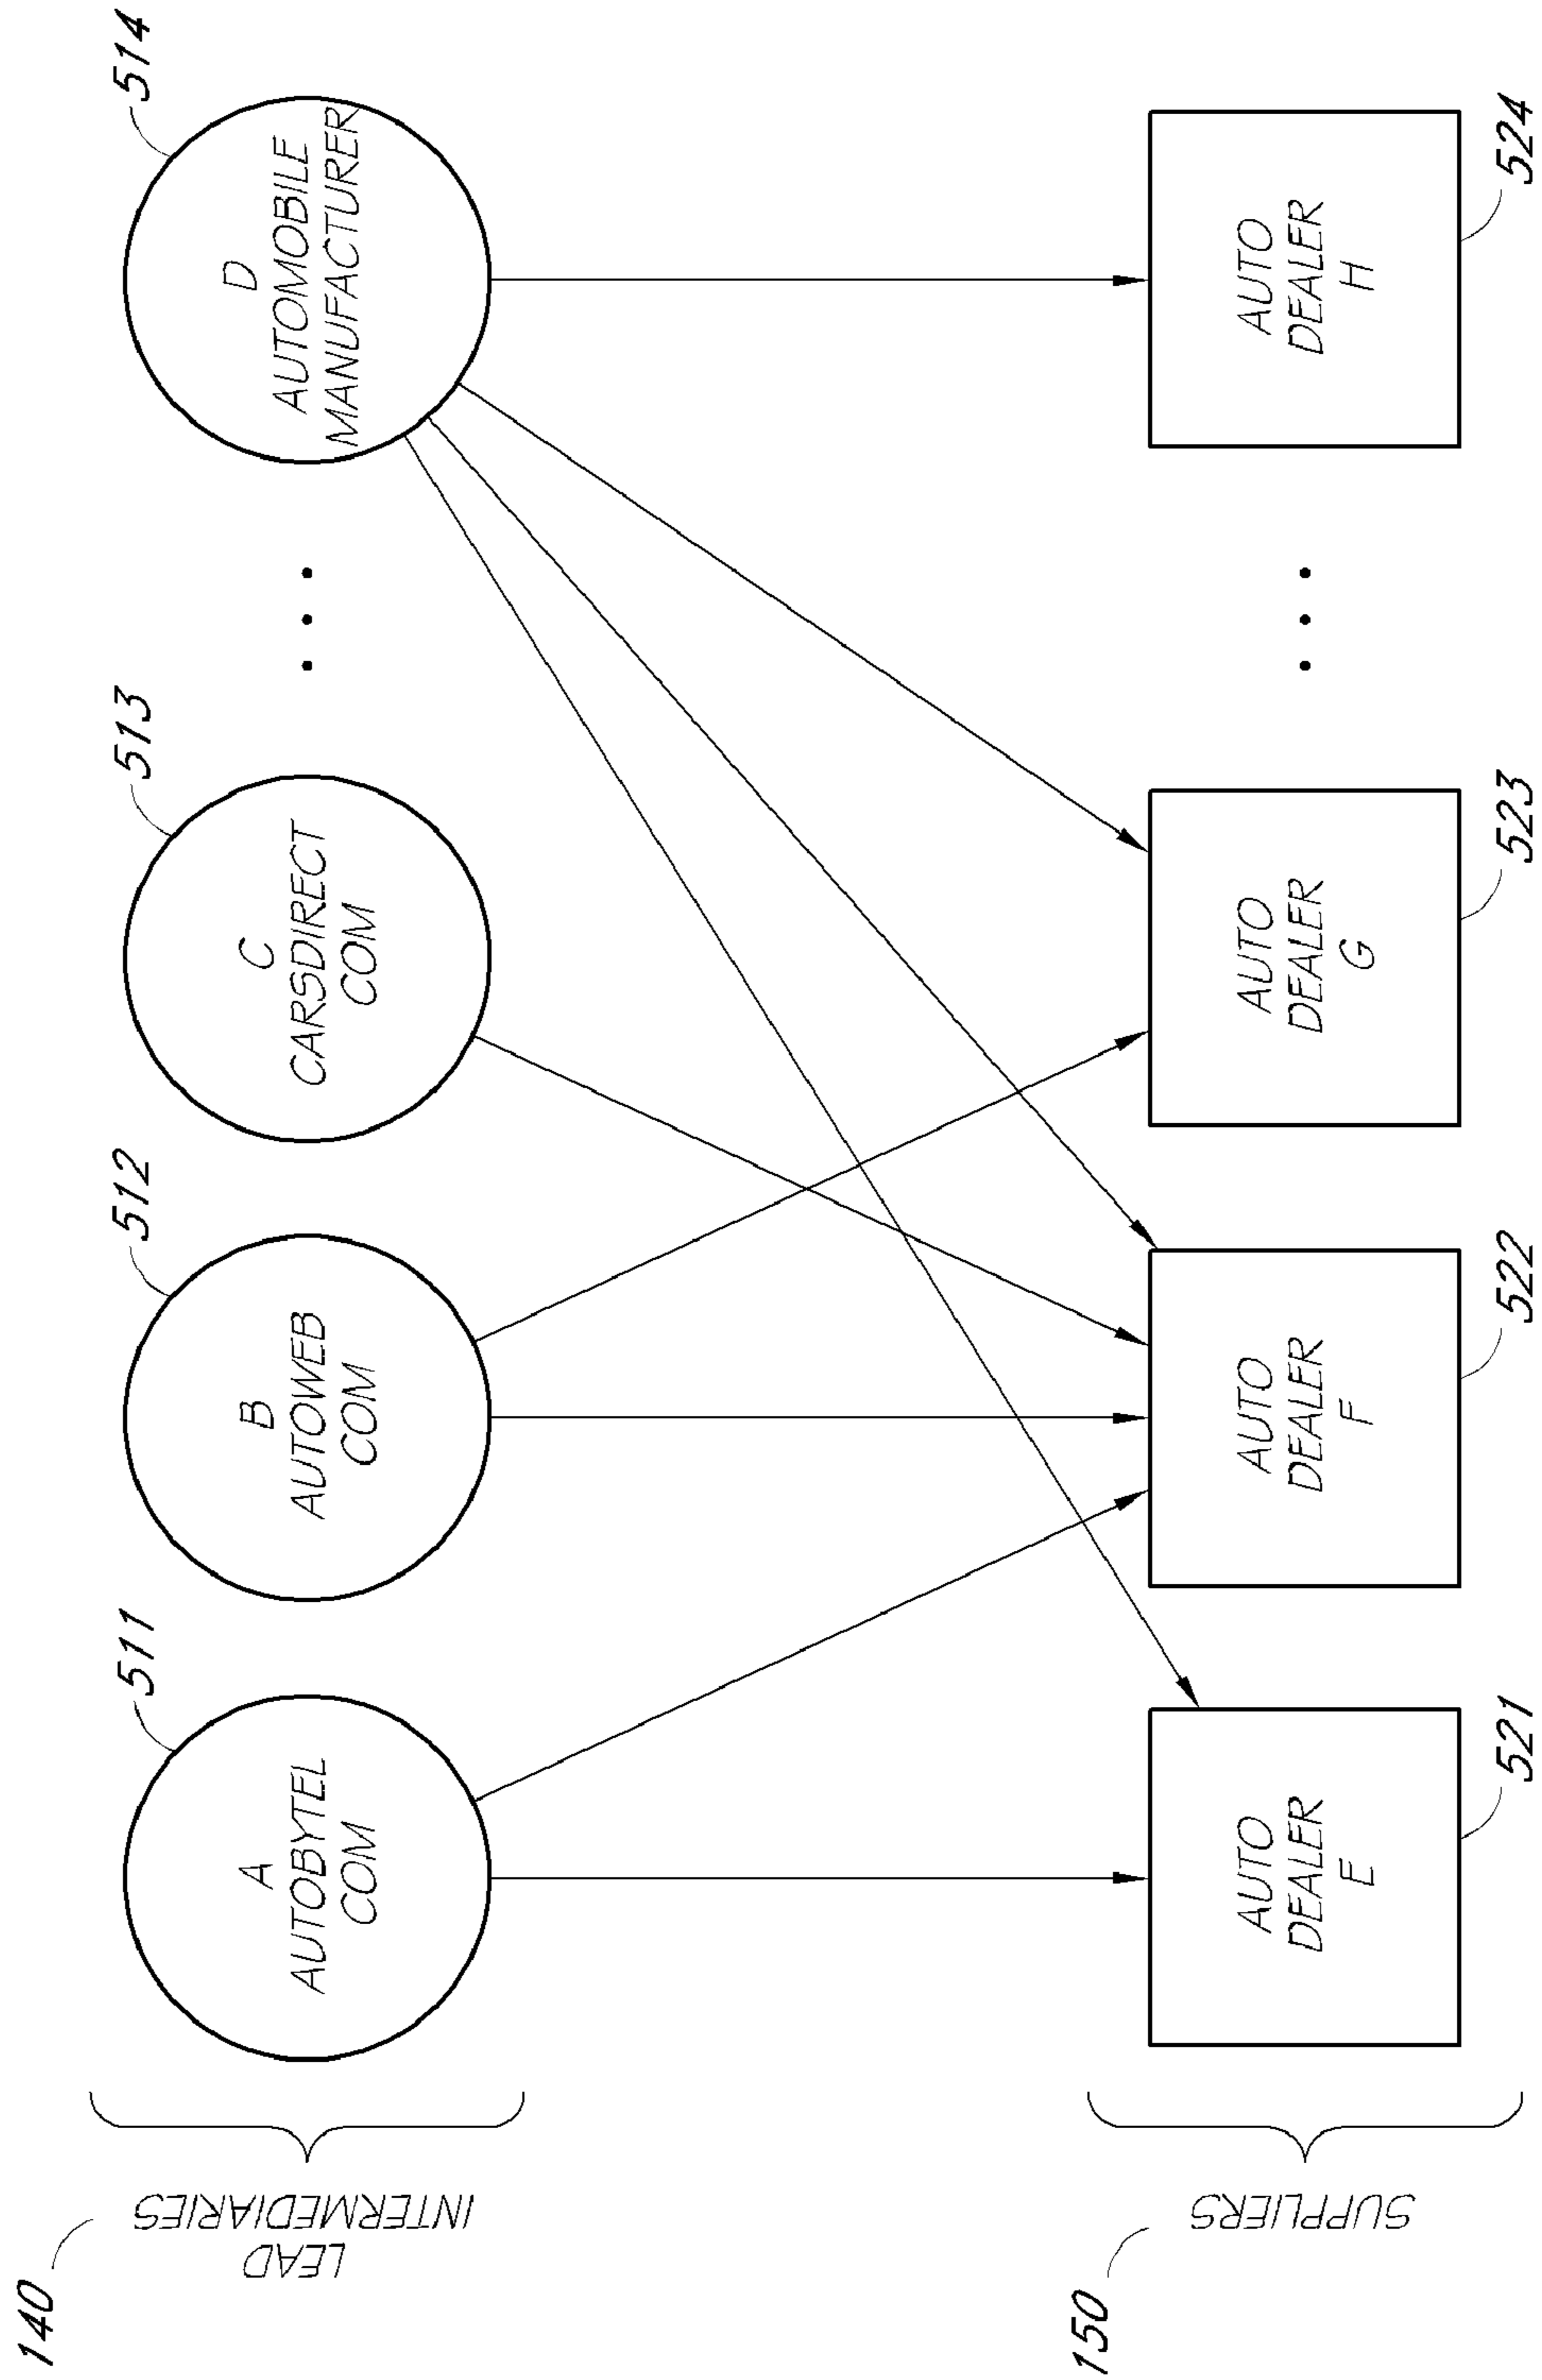 140
LEAD
INTERMEDIARIES
511
A
AUTOBYTEL
COM
512
B
AUTOWEB
COM
513
C
CARSDIRECT
COM
. . .
514
D
AUTOMOBILE
MANUFACTURER
150
SUPPLIERS
AUTO
DEALER
E
521
AUTO
DEALER
F
522
AUTO
DEALER
G
523
. . .
AUTO
DEALER
H
524